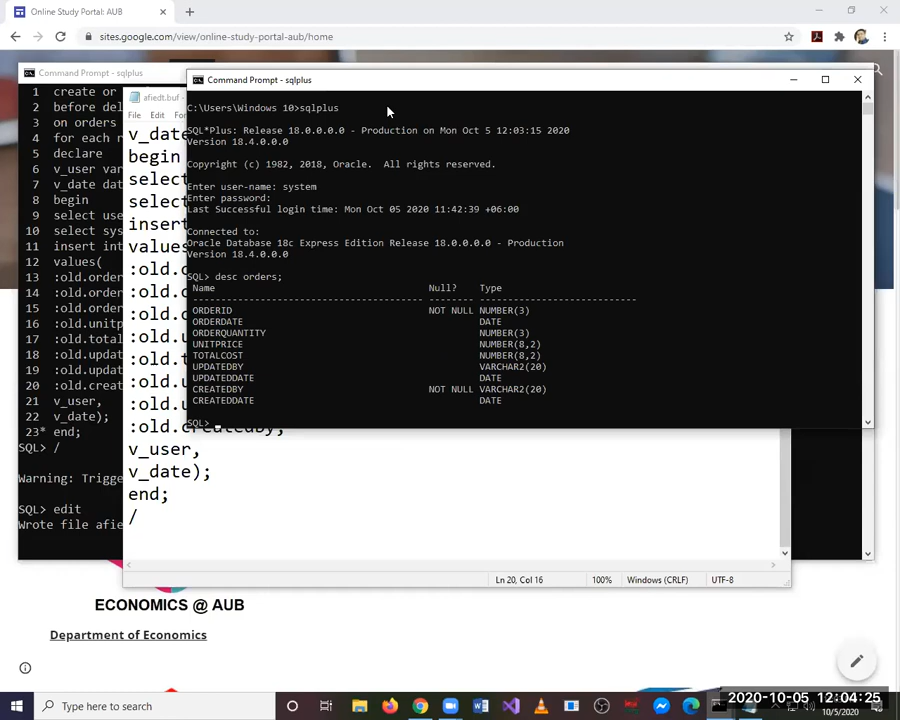 Online Study Portal: AUB
sites.google.com/view/online-study-portal-aub/home
Command Prompt - sqlplus
1 create or
2 before del
3 on orders
4 for each r
5 declare
6 v_user var
7 v_date dat
8 begin
9 select use
10 select sys
11 insert int
12 values(
13 :old.order
14 :old.order
15 :old.order
16 :old.unitp
17 :old.total
18 :old.updat
19 :old.updat
20 :old.creat
21 v_user,
22 v_date);
23* end;
SQL> /
Warning: Trigge
SQL> edit
Wrote file afie
afiedt.buf
File Edit For
v_date
begin
select
select
insert
values
:old.o
:old.o
:old.o
:old.u
:old.t
:old.u
:old.u
:old.createdby,
v_user,
v_date);
end;
/
Ln 20, Col 16 100% Windows (CRLF) UTF-8
Command Prompt - sqlplus
C:\Users\Windows 10>sqlplus
SQL*Plus: Release 18.0.0.0.0 - Production on Mon Oct 5 12:03:15 2020
Version 18.4.0.0.0
Copyright (c) 1982, 2018, Oracle. All rights reserved.
Enter user-name: system
Enter password:
Last Successful login time: Mon Oct 05 2020 11:42:39 +06:00
Connected to:
Oracle Database 18c Express Edition Release 18.0.0.0.0 - Production
Version 18.4.0.0.0
SQL> desc orders;
Name Null? Type
ORDERID NOT NULL NUMBER(3)
ORDERDATE DATE
ORDERQUANTITY NUMBER(3)
UNITPRICE NUMBER(8,2)
TOTALCOST NUMBER(8,2)
UPDATEDBY VARCHAR2(20)
UPDATEDDATE DATE
CREATEDBY NOT NULL VARCHAR2(20)
CREATEDDATE DATE
SQL>
ECONOMICS @ AUB
Department of Economics
Type here to search
2020-10-05 12:04:25
10/5/2020